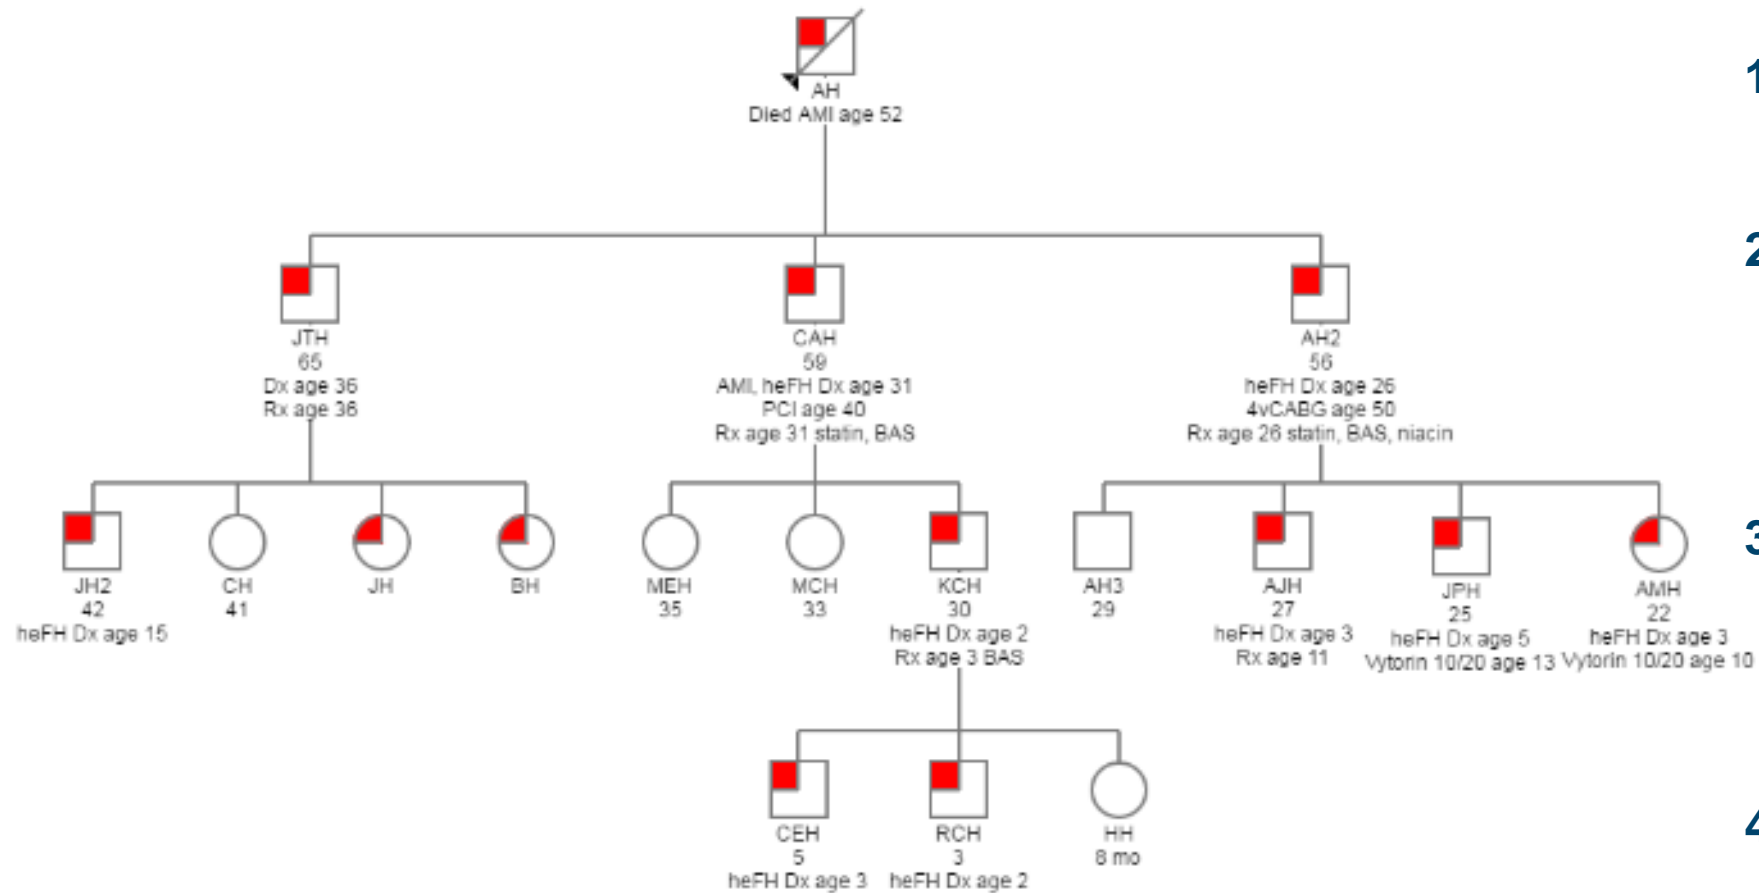 1
AH
Died AMI age 52
2
JTH
65
Dx age 36
Rx age 36
CAH
59
AMI, heFH Dx age 31
PCI age 40
Rx age 31 statin, BAS
AH2
56
heFH Dx age 26
4vCABG age 50
Rx age 26 statin, BAS, niacin
3
JH2
42
heFH Dx age 15
CH
41
JH
BH
MEH
35
MCH
33
KCH
30
heFH Dx age 2
Rx age 3 BAS
AH3
29
AJH
27
heFH Dx age 3
Rx age 11
JPH
25
heFH Dx age 5
Vytorin 10/20 age 13
AMH
22
heFH Dx age 3
Vytorin 10/20 age 10
4
CEH
5
heFH Dx age 3
RCH
3
heFH Dx age 2
HH
8 mo